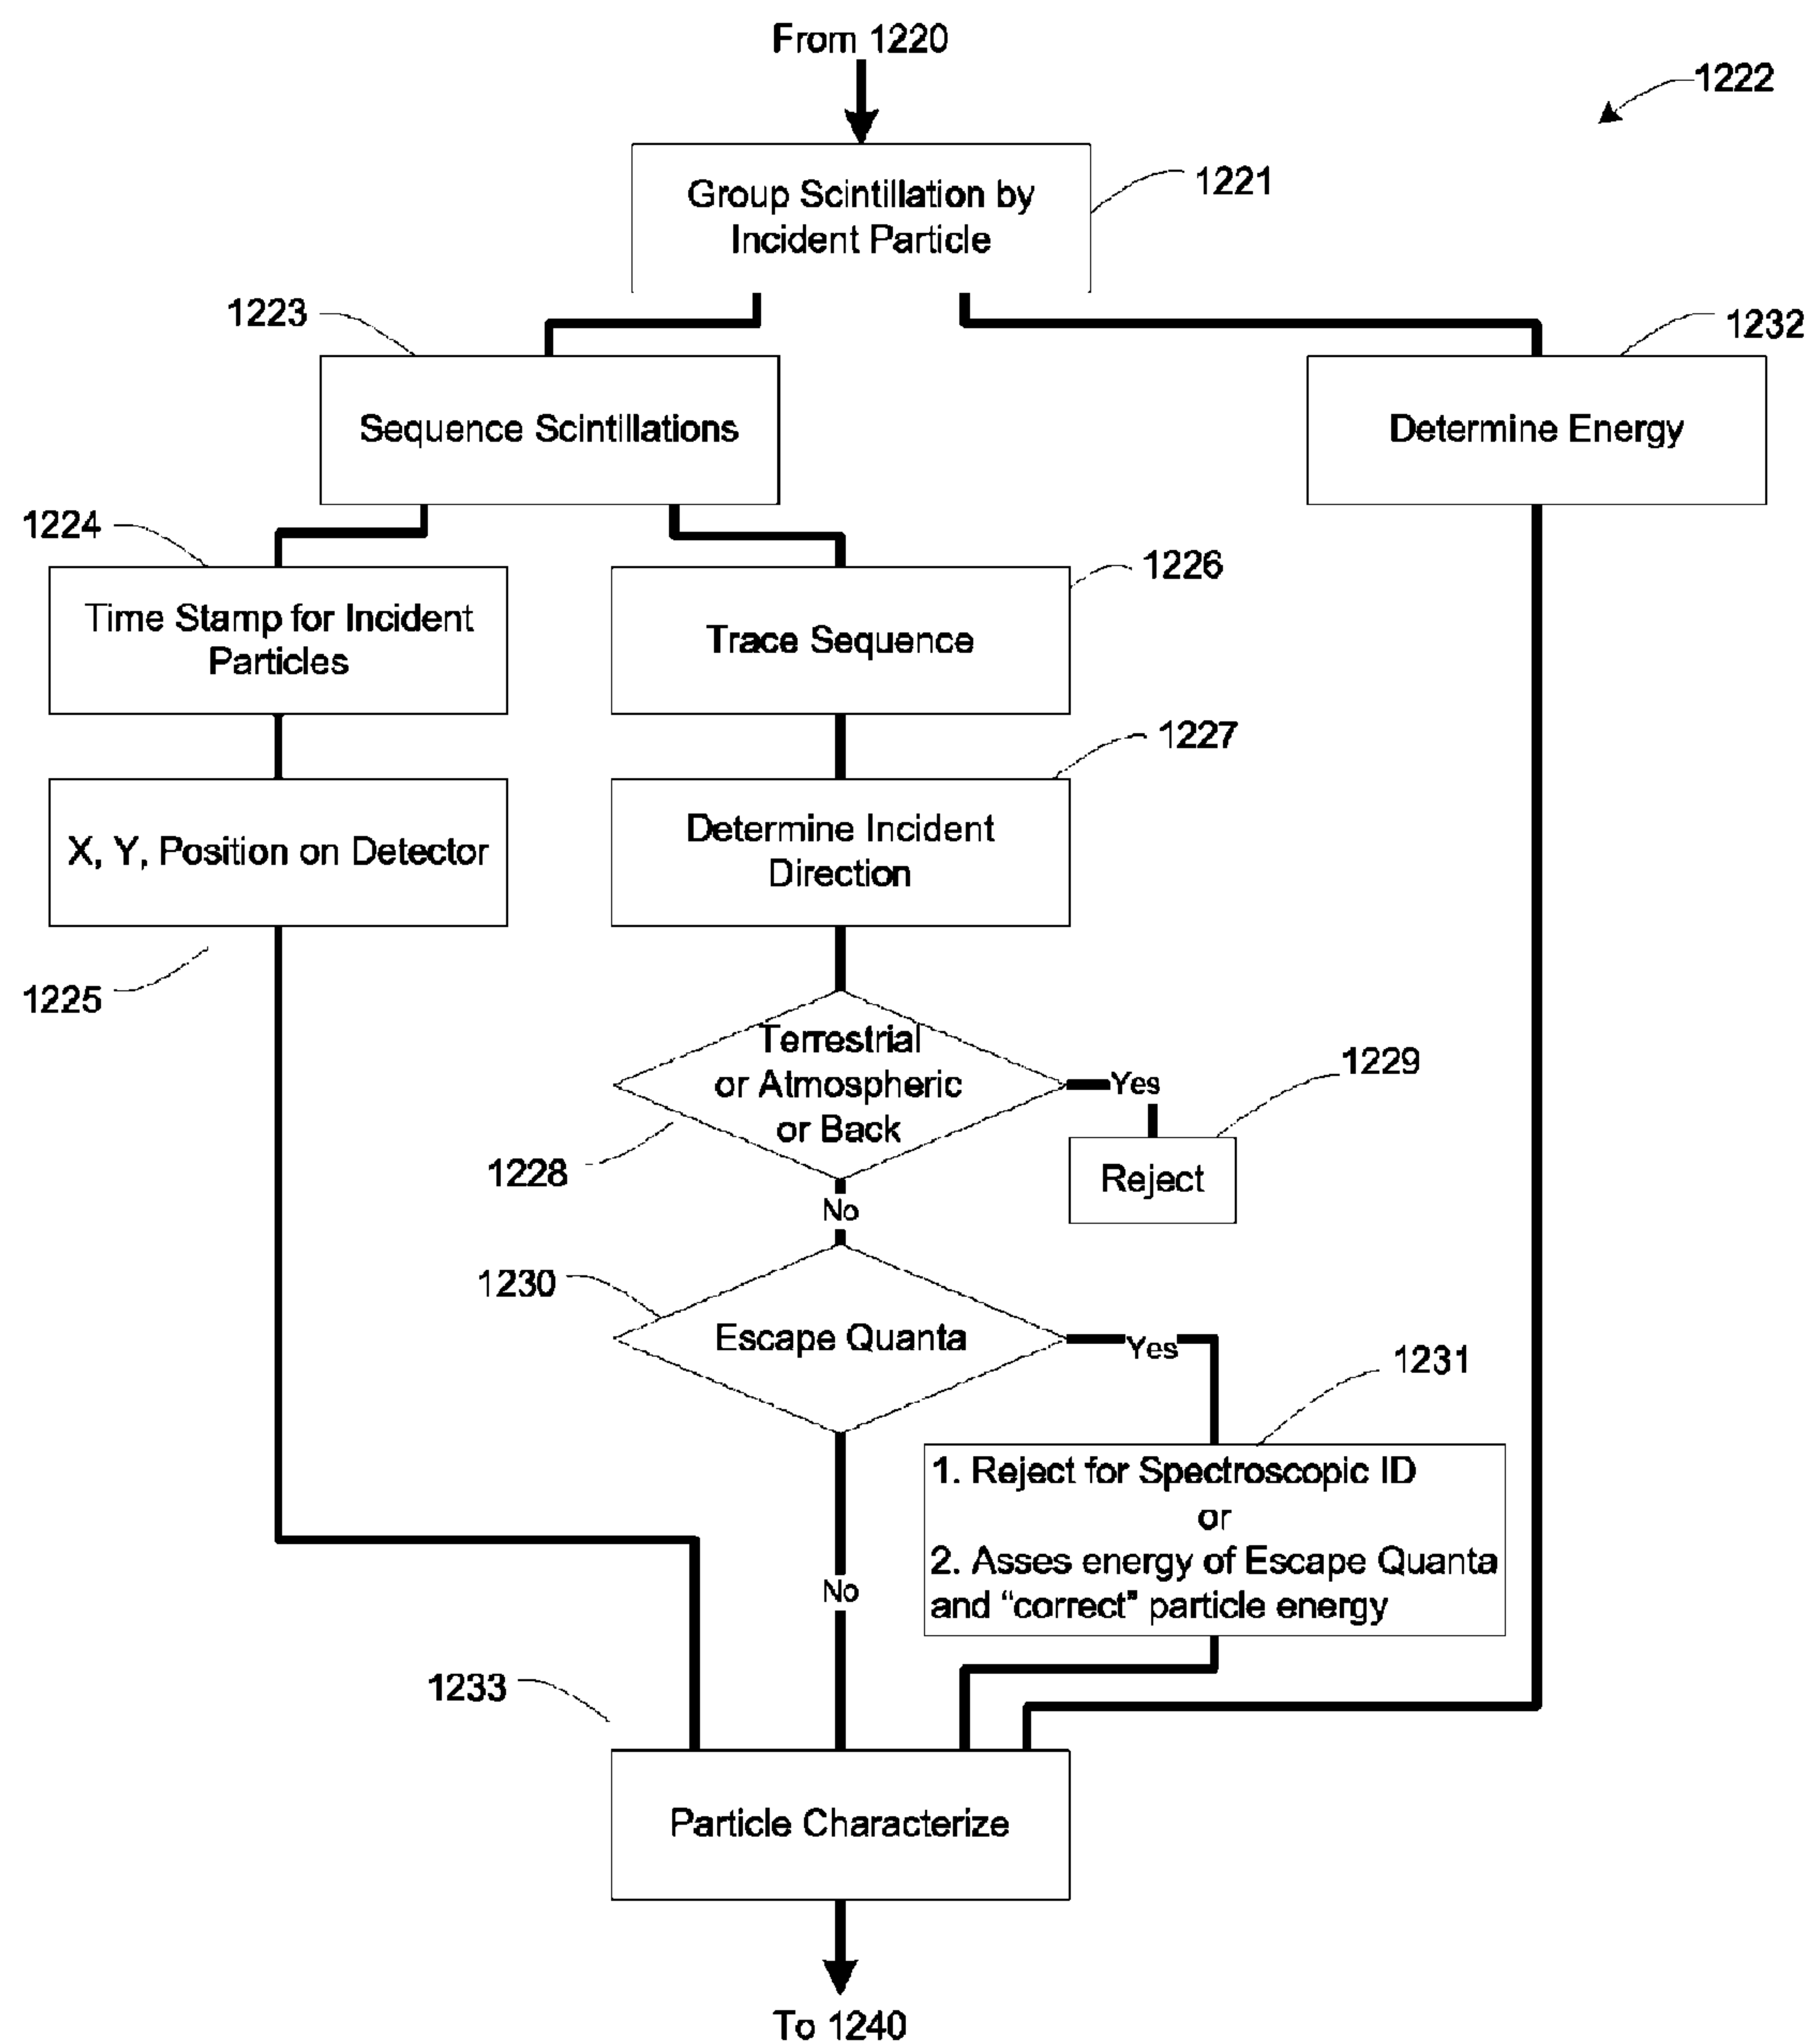 From 1220
1222
Group Scintillation by
Incident Particle
1221
1223
1232
Sequence Scintillations
Determine Energy
1224
1226
Time Stamp for Incident
Particles
Trace Sequence
1227
X, Y, Position on Detector
Determine Incident
Direction
1225
Terrestrial
or Atmospheric
or Back
Yes
1229
1228
Reject
No
1230
Escape Quanta
Yes
1231
1. Reject for Spectroscopic ID
or
2. Asses energy of Escape Quanta
and “correct” particle energy
No
1233
Particle Characterize
To 1240